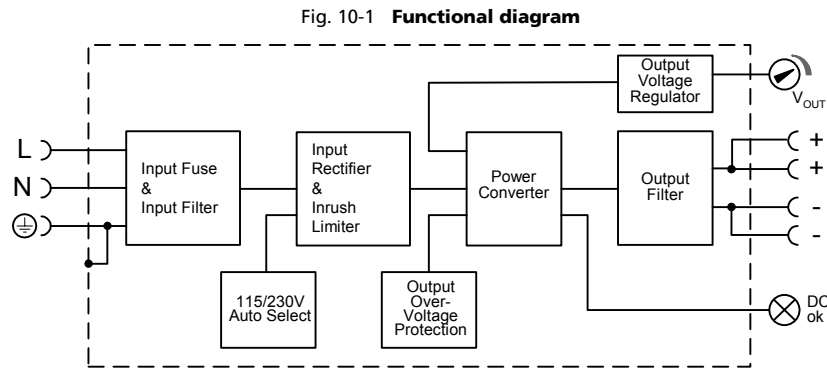 Fig. 10-1 Functional diagram
Output
Voltage
Regulator
VOUT
L
N
Input Fuse
&
Input Filter
Input
Rectifier
&
Inrush
Limiter
Power
Converter
Output
Filter
+
+
-
-
115/230V
Auto Select
Output
Over-
Voltage
Protection
DC
ok